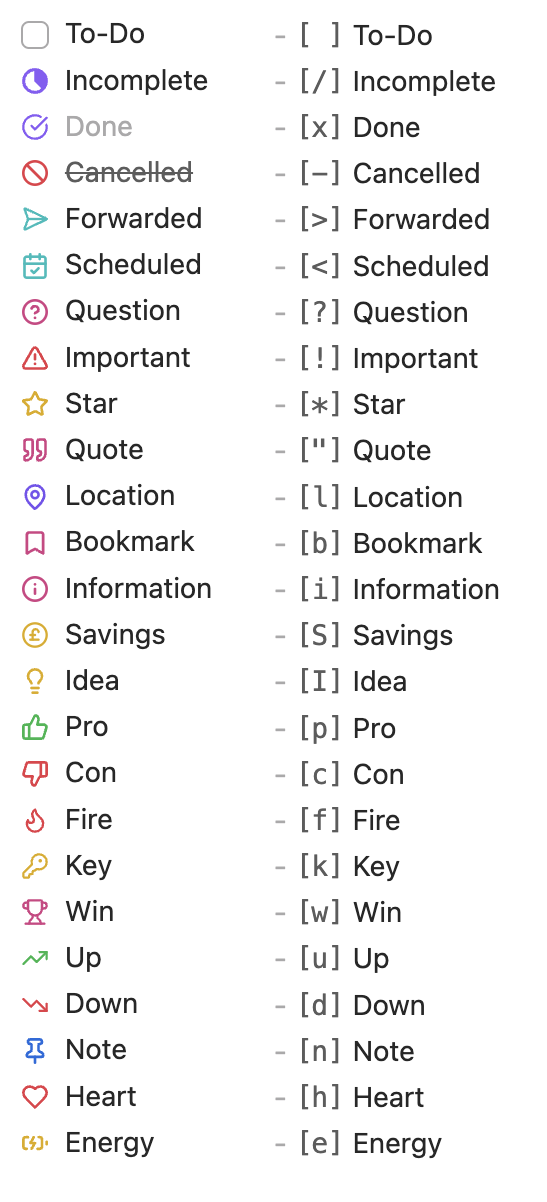 To-Do - [ ] To-Do
Incomplete - [/] Incomplete
Done - [x] Done
Cancelled - [-] Cancelled
Forwarded - [>] Forwarded
Scheduled - [<] Scheduled
Question - [?] Question
Important - [!] Important
Star - [*] Star
Quote - ["] Quote
Location - [l] Location
Bookmark - [b] Bookmark
Information - [i] Information
Savings - [S] Savings
Idea - [I] Idea
Pro - [p] Pro
Con - [c] Con
Fire - [f] Fire
Key - [k] Key
Win - [w] Win
Up - [u] Up
Down - [d] Down
Note - [n] Note
Heart - [h] Heart
Energy - [e] Energy